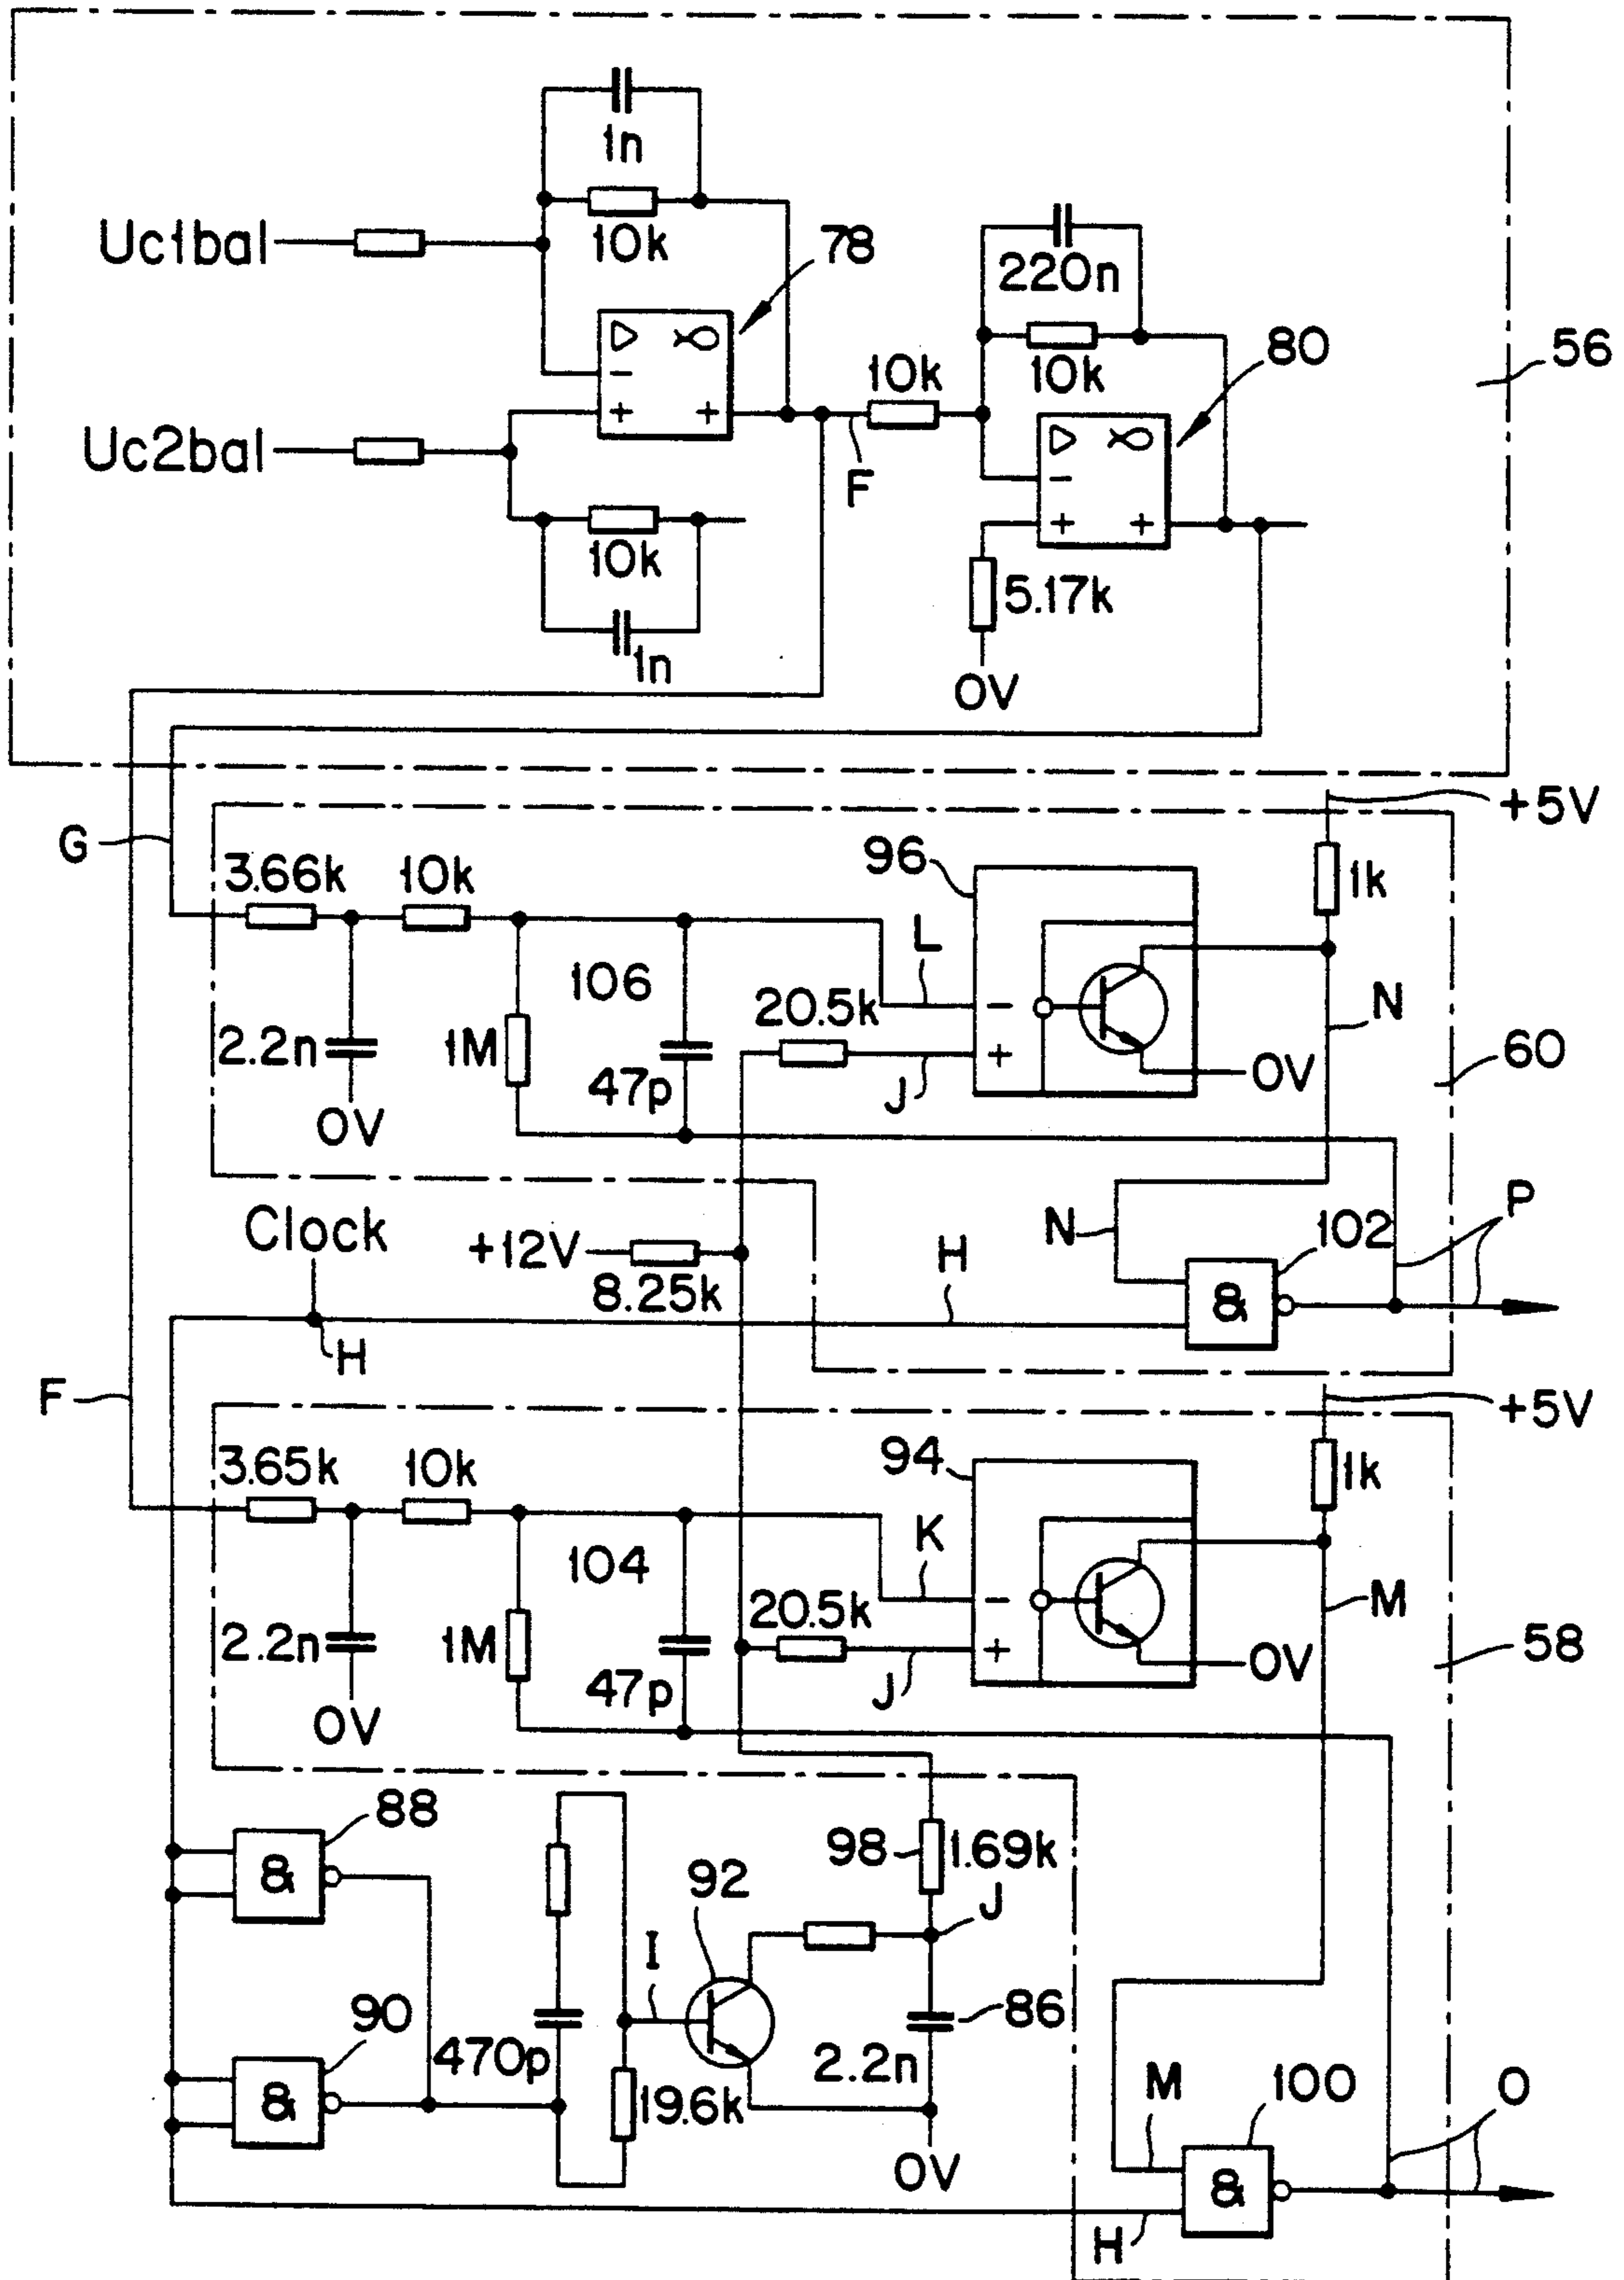 1n
10k
Uc1bal
78
220n
10k
10k
80
56
Uc2bal
F
10k
5.17k
1n
0V
+5V
G
3.66k
10k
96
1k
L
106
20.5k
N
2.2n
1M
60
47p
J
0V
0V
Clock
+12V
8.25k
H
N
102
P
&
H
F
+5V
3.65k
10k
94
1k
K
104
20.5k
M
2.2n
1M
58
47p
J
0V
0V
88
&
98
1.69k
92
J
I
90
86
470p
2.2n
&
19.6k
M
100
O
0V
&
H